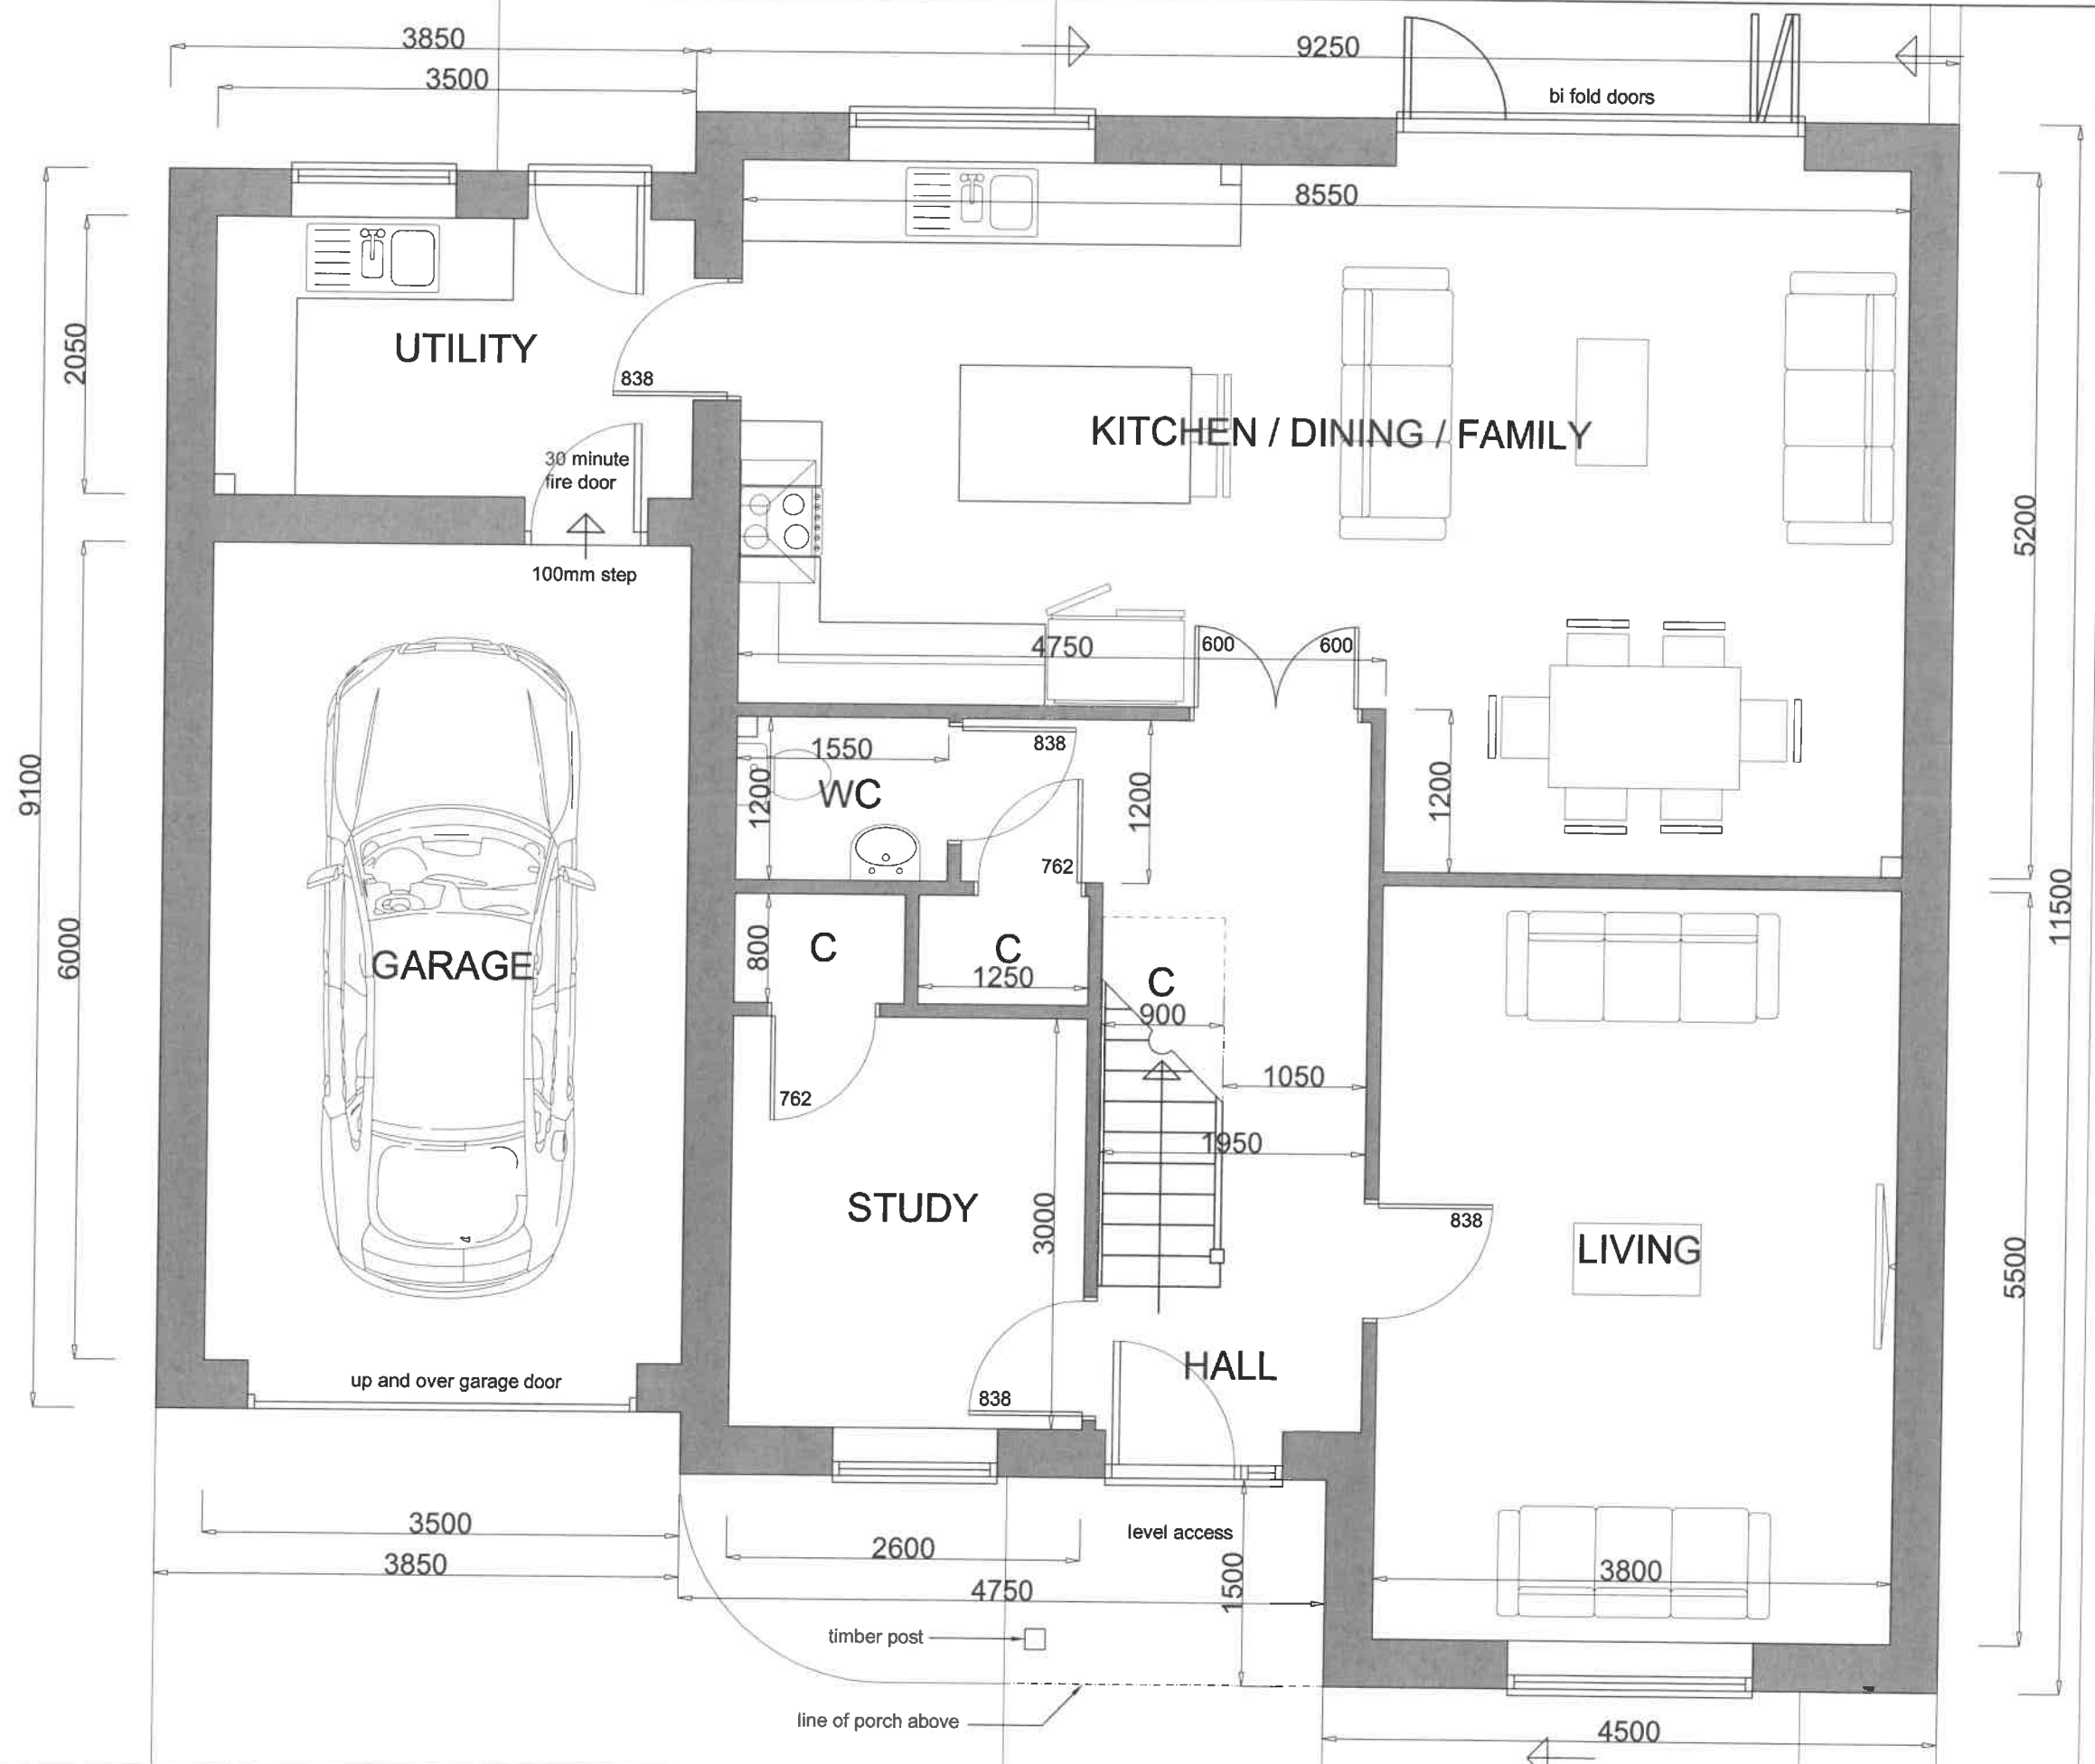 3850
9250
3500
bi fold doors
8550
2050
UTILITY
838
KITCHEN / DINING / FAMILY
30 minute
fire door
100mm step
5200
4750
600
600
1550
838
1200
WC
1200
1200
762
9100
11500
6000
GARAGE
800
C
C
1250
C
900
1050
762
1950
STUDY
3000
838
LIVING
5500
HALL
up and over garage door
838
3500
level access
2600
3850
4750
1500
3800
timber post
line of porch above
4500